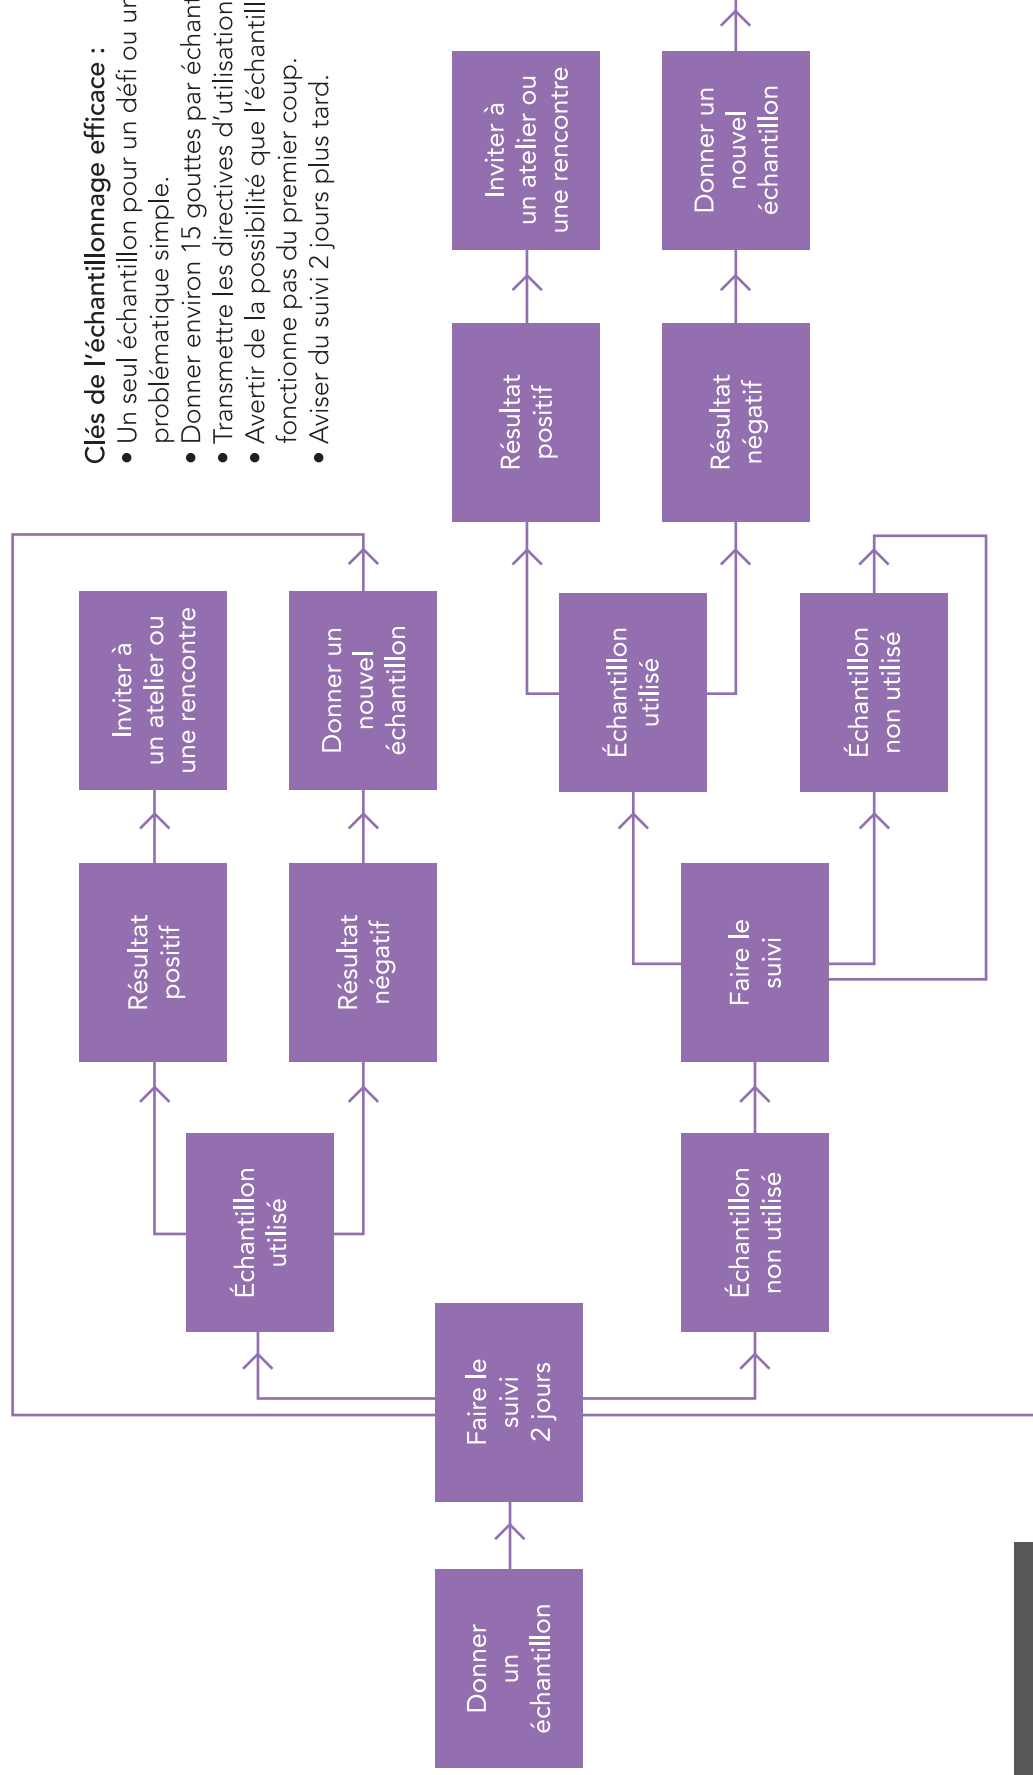 Clés de l'échantillonnage efficace :
• Un seul échantillon pour un défi ou
problématique simple.
• Donner environ 15 gouttes par
• Transmettre les directives d'utilisation
• Avertir de la possibilité que
fonctionne pas du premier coup.
• Aviser du suivi 2 jours plus tard.
Donner
un
échantillon
Faire le
suivi
2 jours
Échantillon
utilisé
Résultat
positif
Inviter à
un atelier ou
une rencontre
Résultat
négatif
Donner un
nouvel
échantillon
Échantillon
non utilisé
Faire le
suivi
Échantillon
utilisé
Résultat
positif
Inviter à
un atelier ou
une rencontre
Résultat
négatif
Donner un
nouvel
échantillon
Échantillon
non utilisé